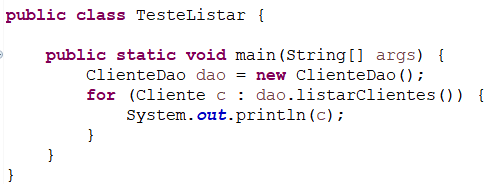 public class TesteListar {
public static void main(String[] args) {
ClienteDao dao = new ClienteDao();
for (Cliente c : dao.listarClientes()) {
System.out.println(c);
}
}
}